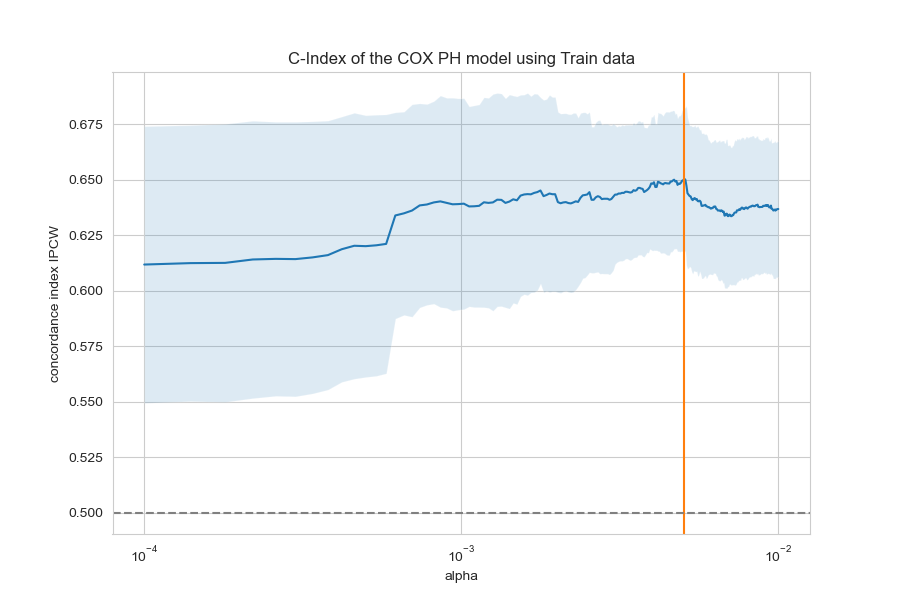 C-Index of the COX PH model using Train data
concordance index IPCW
0.675
0.650
0.625
0.600
0.575
0.550
0.525
0.500
10⁻⁴ 10⁻³ 10⁻²
alpha